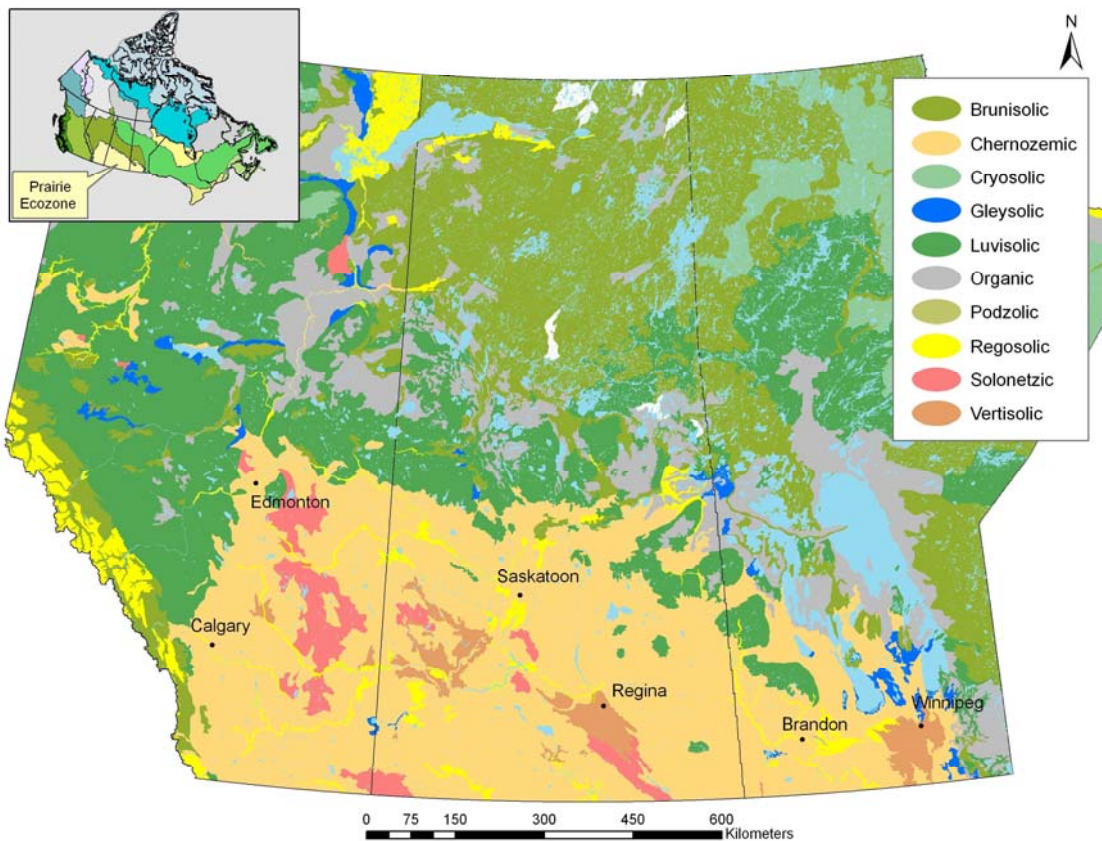 N
Prairie
Ecozone
Brunisolic
Chernozemic
Cryosolic
Gleysolic
Luvisolic
Organic
Podzolic
Regosolic
Solonetzic
Vertisolic
Edmonton
Saskatoon
Calgary
Regina
Brandon
Winnipeg
0 75 150 300 450 600
Kilometers